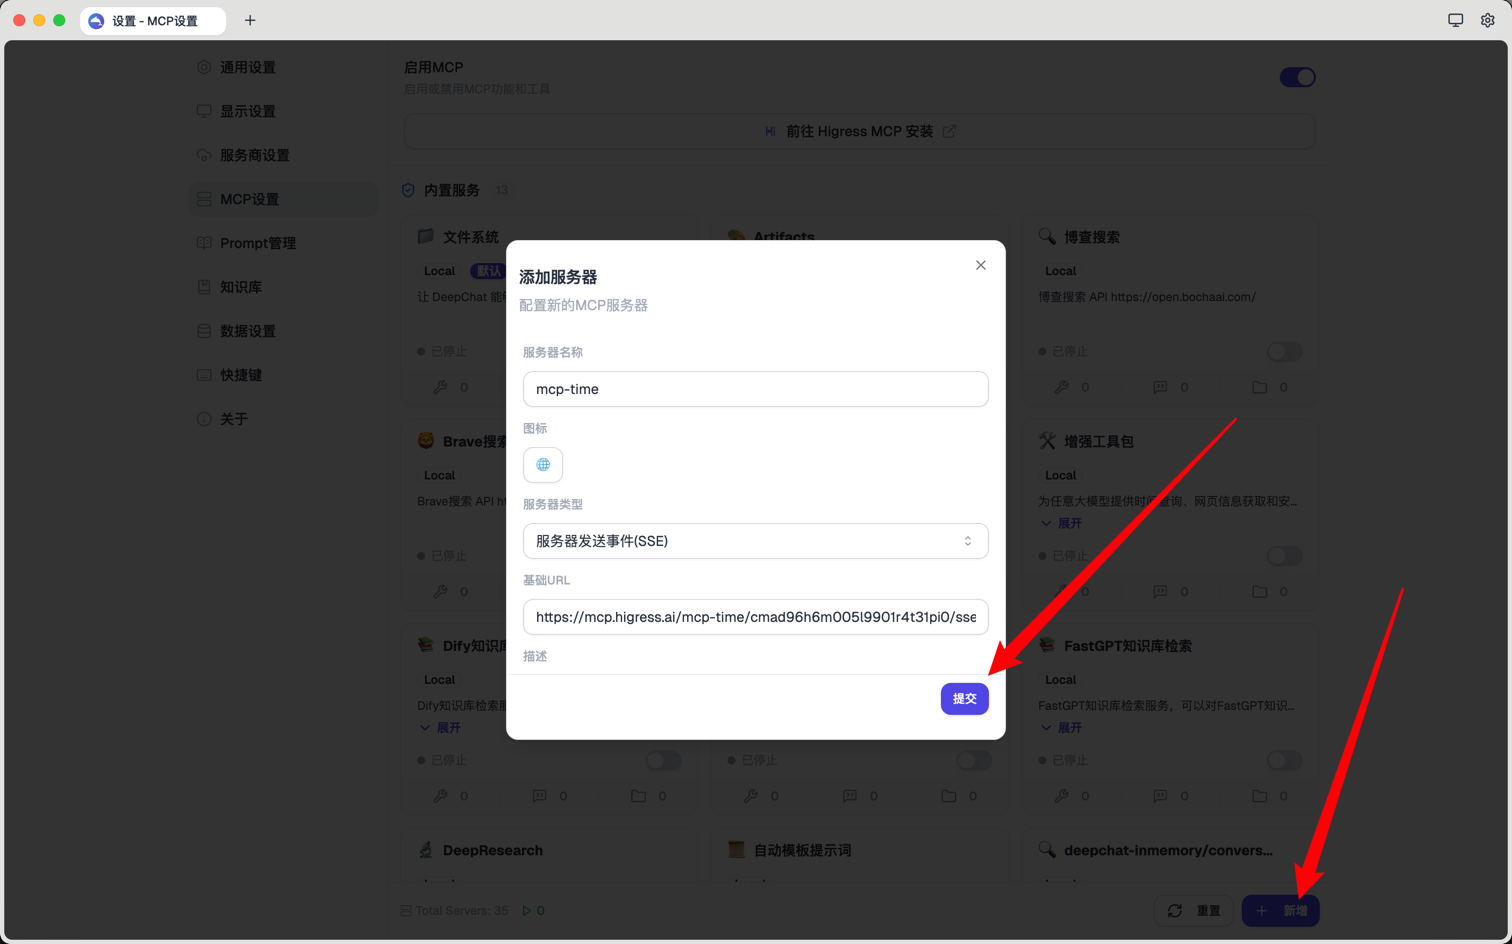 设置 - MCP设置
通用设置
显示设置
服务商设置
MCP设置
Prompt管理
知识库
数据设置
快捷键
关于
启用MCP
启用或禁用MCP功能和工具
Hi 前往 Higress MCP 安装
内置服务 13
文件系统
Local 默认
让 DeepChat 能
已停止
0
Artifacts
博查搜索
Local
博查搜索 API https://open.bochaai.com/
已停止
0 0 0
Brave搜索
Local
Brave搜索 API ht
已停止
0
增强工具包
Local
为任意大模型提供时间查询、网页信息获取和安...
展开
已停止
0 0 0
Dify知识库
Local
Dify知识库检索服
展开
已停止
0 0 0
已停止
0 0 0
FastGPT知识库检索
Local
FastGPT知识库检索服务，可以对FastGPT知识...
展开
已停止
0 0 0
DeepResearch
自动模板提示词
deepchat-inmemory/convers...
Total Servers: 35 0
重置
新增
添加服务器
配置新的MCP服务器
服务器名称
mcp-time
图标
服务器类型
服务器发送事件(SSE)
基础URL
https://mcp.higress.ai/mcp-time/cmad96h6m005l9901r4t31pi0/sse
描述
提交